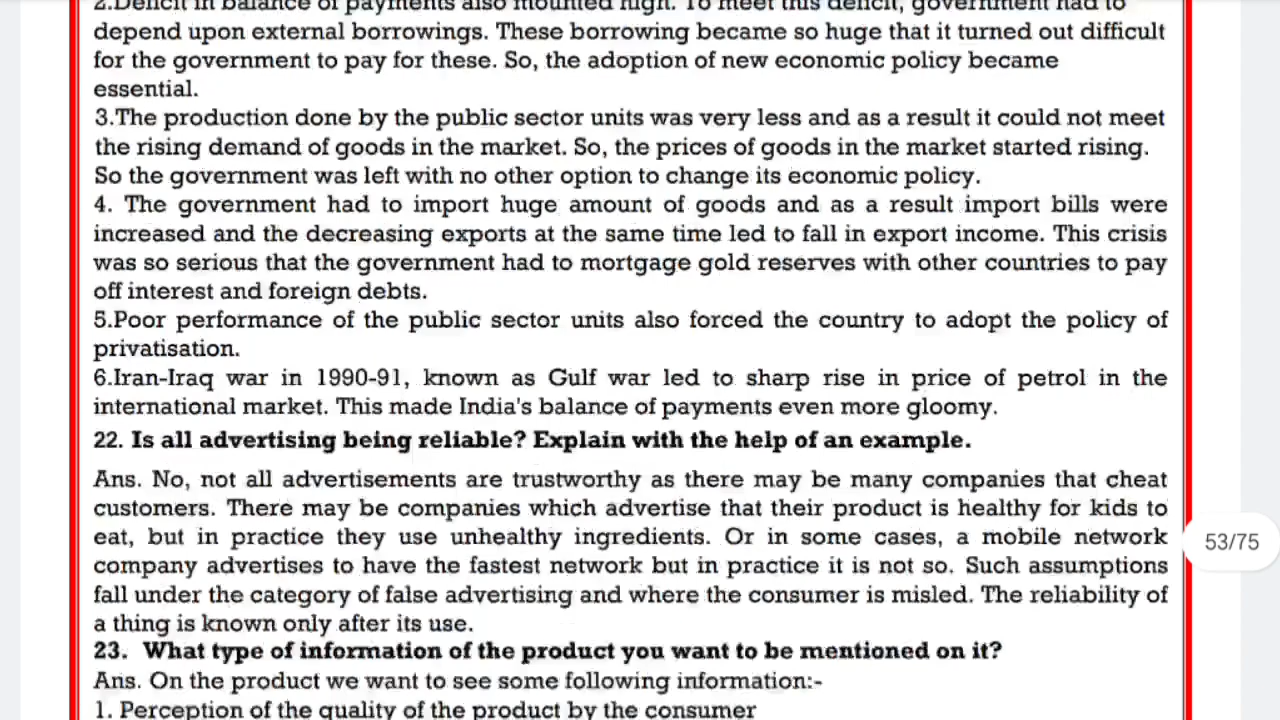 2.Deficit in balance of payments also mounted high. To meet this deficit, government had to
depend upon external borrowings. These borrowing became so huge that it turned out difficult
for the government to pay for these. So, the adoption of new economic policy became
essential.
3.The production done by the public sector units was very less and as a result it could not meet
the rising demand of goods in the market. So, the prices of goods in the market started rising.
So the government was left with no other option to change its economic policy.
4. The government had to import huge amount of goods and as a result import bills were
increased and the decreasing exports at the same time led to fall in export income. This crisis
was so serious that the government had to mortgage gold reserves with other countries to pay
off interest and foreign debts.
5.Poor performance of the public sector units also forced the country to adopt the policy of
privatisation.
6.Iran-Iraq war in 1990-91, known as Gulf war led to sharp rise in price of petrol in the
international market. This made India's balance of payments even more gloomy.
22. Is all advertising being reliable? Explain with the help of an example.
Ans. No, not all advertisements are trustworthy as there may be many companies that cheat
customers. There may be companies which advertise that their product is healthy for kids to
eat, but in practice they use unhealthy ingredients. Or in some cases, a mobile network
company advertises to have the fastest network but in practice it is not so. Such assumptions
fall under the category of false advertising and where the consumer is misled. The reliability of
a thing is known only after its use.
23. What type of information of the product you want to be mentioned on it?
Ans. On the product we want to see some following information:-
1. Perception of the quality of the product by the consumer
53/75